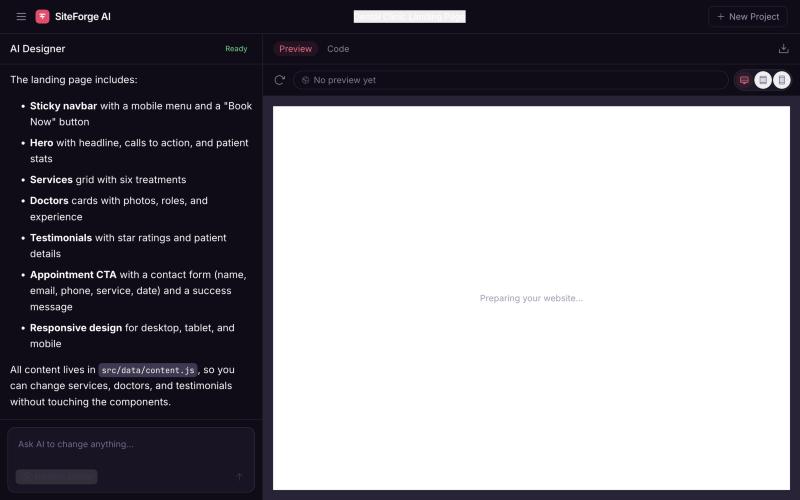 SiteForge AI
Dental Clinic Landing Page
New Project
AI Designer
Ready
Preview
Code
No preview yet
The landing page includes:
• Sticky navbar with a mobile menu and a "Book
Now" button
• Hero with headline, calls to action, and patient
stats
• Services grid with six treatments
• Doctors cards with photos, roles, and
experience
• Testimonials with star ratings and patient
details
• Appointment CTA with a contact form (name,
email, phone, service, date) and a success
message
• Responsive design for desktop, tablet, and
mobile
All content lives in src/data/content.js, so you
can change services, doctors, and testimonials
without touching the components.
Preparing your website...
Ask AI to change anything...